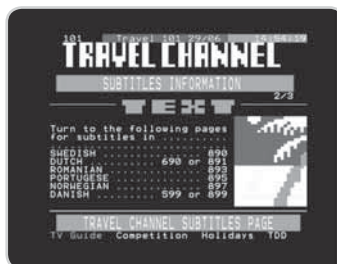 101 Travel 101 29/06 14:54:19
TRAVEL CHANNEL
SUBTITLES INFORMATION
2/3
TEXT
Turn to the following pages
for subtitles in ........
SWEDISH .......... 890
DUTCH ....... 690 or 891
ROMANIAN ......... 893
PORTUGESE ........ 895
NORWEGIAN ........ 897
DANISH ...... 599 or 899
TRAVEL CHANNEL SUBTITLES PAGE
TV Guide Competition Holidays TDD